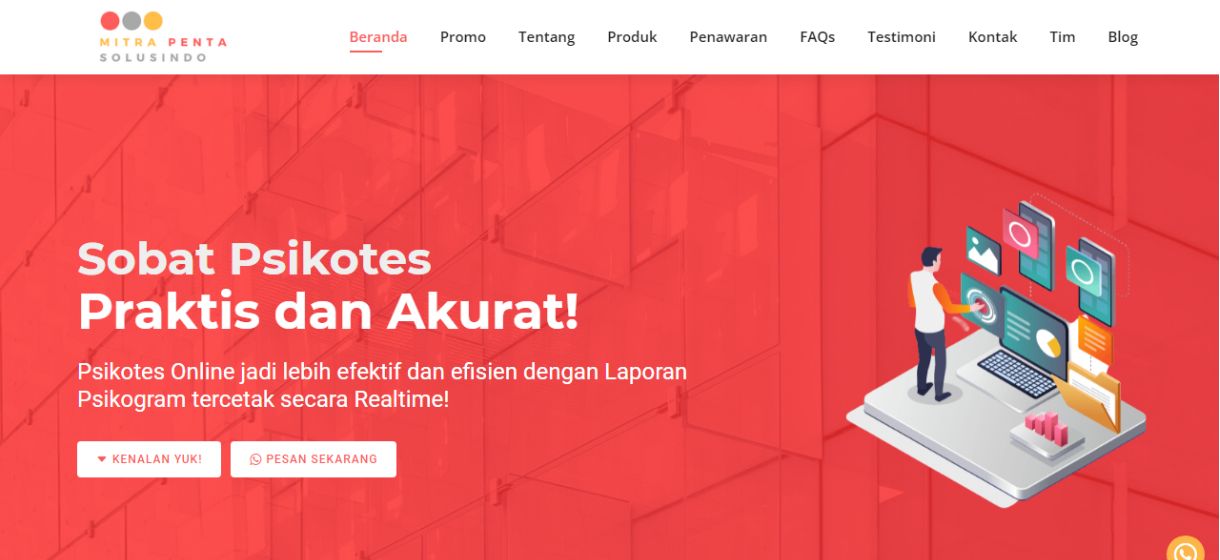 MITRA PENTA
SOLUSINDO
Beranda Promo Tentang Produk Penawaran FAQs Testimoni Kontak Tim Blog
Sobat Psikotes
Praktis dan Akurat!
Psikotes Online jadi lebih efektif dan efisien dengan Laporan
Psikogram tercetak secara Realtime!
KENALAN YUK! PESAN SEKARANG